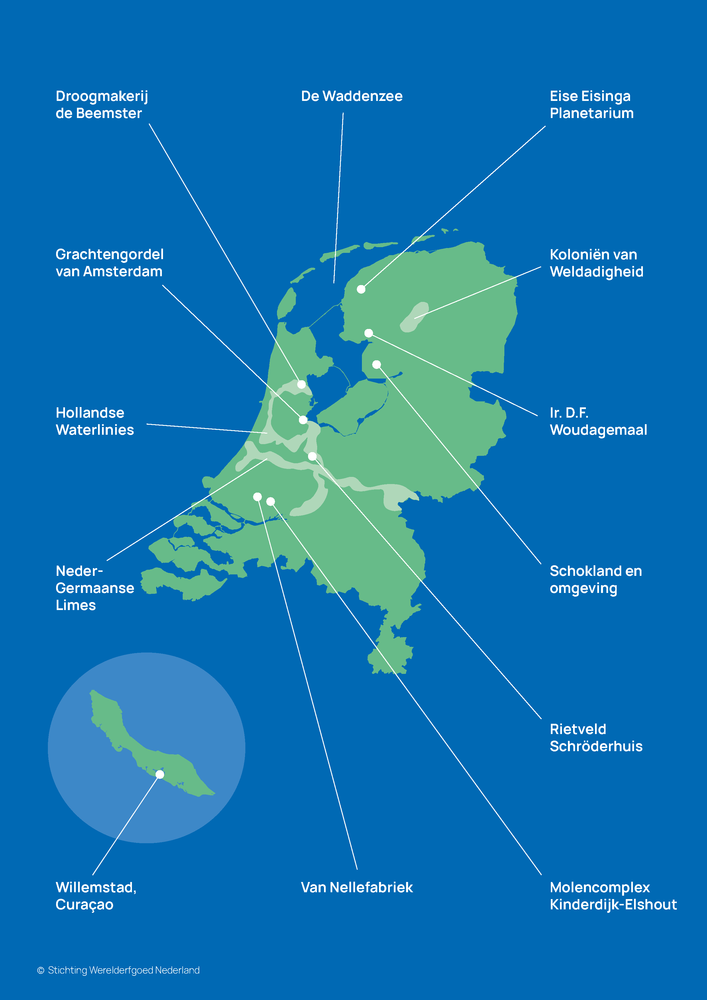 Droogmakerij
de Beemster
De Waddenzee
Eise Eisinga
Planetarium
Grachtengordel
van Amsterdam
Koloniën van
Weldadigheid
Hollandse
Waterlinies
Ir. D.F.
Woudagemaal
Neder-
Germaanse
Limes
Schokland en
omgeving
Rietveld
Schröderhuis
Willemstad,
Curaçao
Van Nellefabriek
Molencomplex
Kinderdijk-Elshout
© Stichting Werelderfgoed Nederland